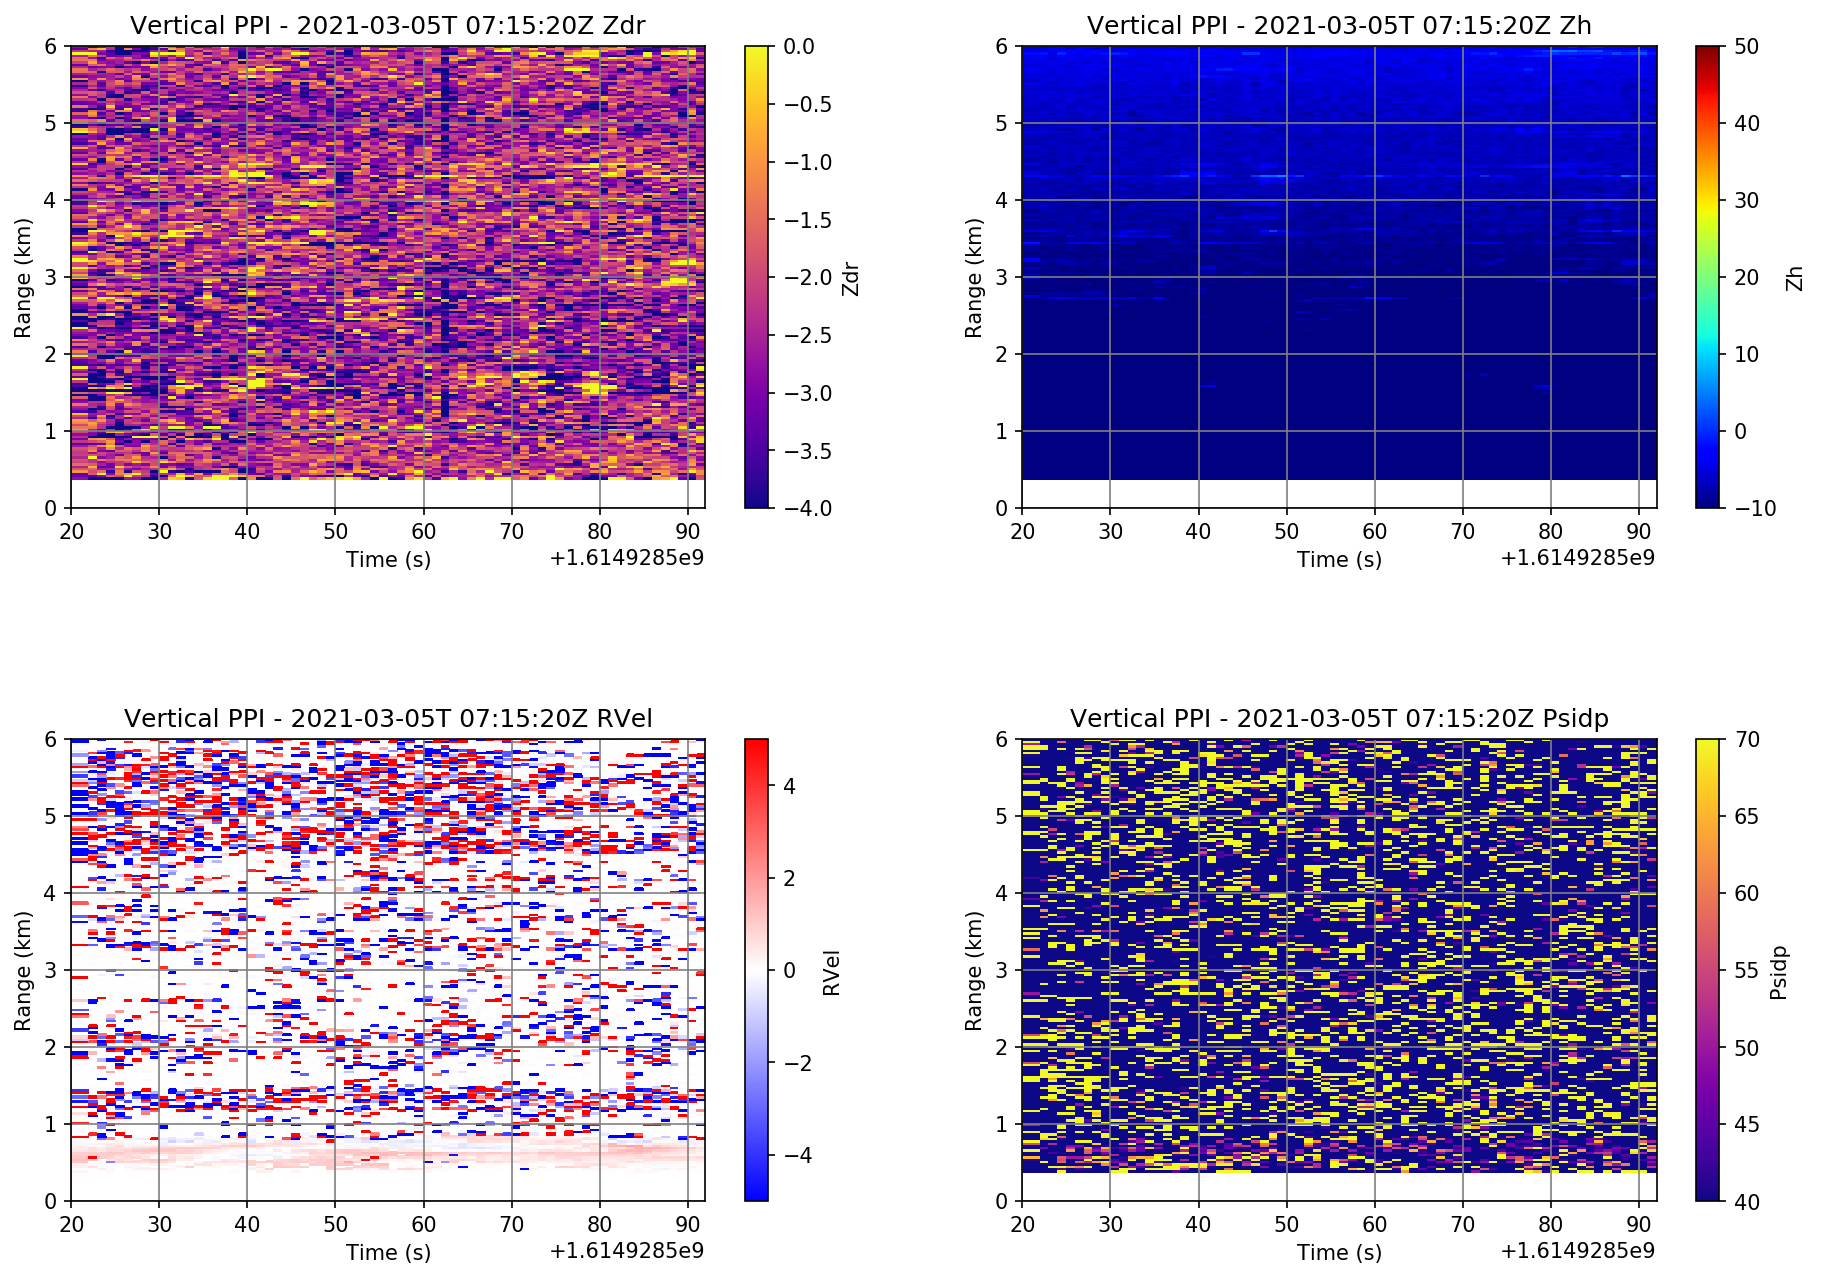 Vertical PPI - 2021-03-05T 07:15:20Z Zdr
6
5
4
3
2
1
0
Range (km)
20 30 40 50 60 70 80 90
Time (s)
+1.6149285e9
0.0
−0.5
−1.0
−1.5
−2.0
−2.5
−3.0
−3.5
−4.0
Zdr
Vertical PPI - 2021-03-05T 07:15:20Z Zh
6
5
4
3
2
1
0
Range (km)
20 30 40 50 60 70 80 90
Time (s)
+1.6149285e9
50
40
30
20
10
0
−10
Zh
Vertical PPI - 2021-03-05T 07:15:20Z RVel
6
5
4
3
2
1
0
Range (km)
20 30 40 50 60 70 80 90
Time (s)
+1.6149285e9
4
2
0
−2
−4
RVel
Vertical PPI - 2021-03-05T 07:15:20Z Psidp
6
5
4
3
2
1
0
Range (km)
20 30 40 50 60 70 80 90
Time (s)
+1.6149285e9
70
65
60
55
50
45
40
Psidp